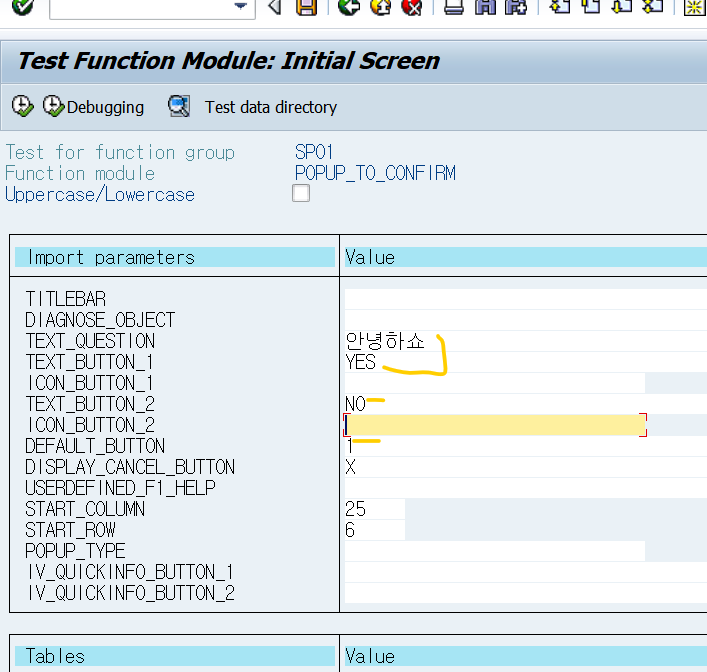 Test Function Module: Initial Screen
Debugging Test data directory
Test for function group SPO1
Function module POPUP_TO_CONFIRM
Uppercase/Lowercase
Import parameters Value
TITLEBAR
DIAGNOSE_OBJECT
TEXT_QUESTION 안녕하쇼
TEXT_BUTTON_1 YES
ICON_BUTTON_1
TEXT_BUTTON_2 NO
ICON_BUTTON_2
DEFAULT_BUTTON 1
DISPLAY_CANCEL_BUTTON X
USERDEFINED_F1_HELP
START_COLUMN 25
START_ROW 6
POPUP_TYPE
IV_QUICKINFO_BUTTON_1
IV_QUICKINFO_BUTTON_2
Tables Value